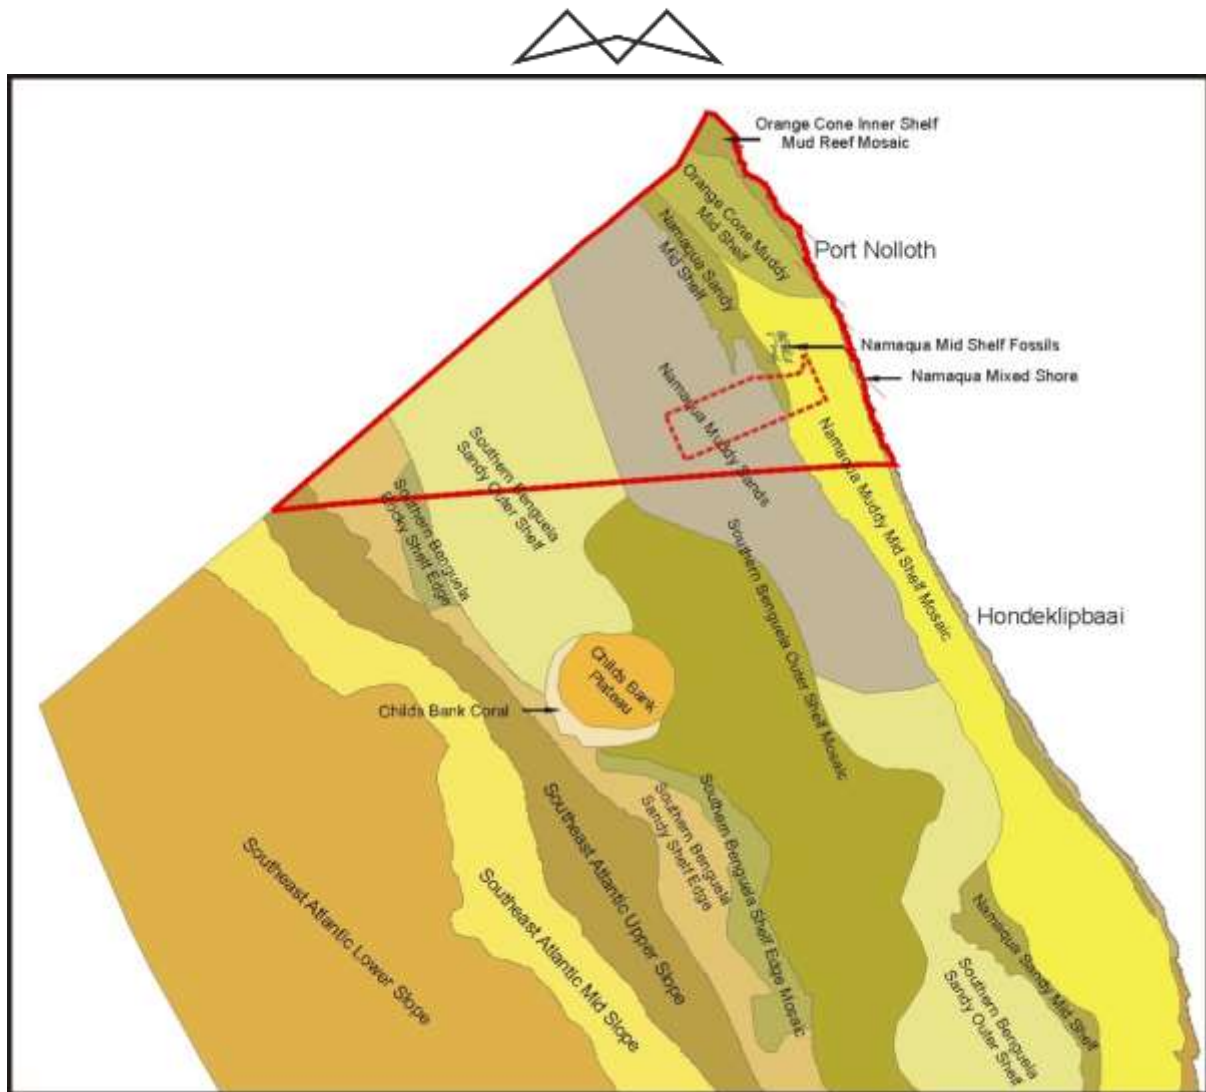 Orange Cone Inner Shelf
Mud Reef Mosaic
Orange Cone Muddy
Mid Shelf
Namaqua Sandy
Mid Shelf
Port Nolloth
Namaqua Mid Shelf Fossils
Namaqua Mixed Shore
Namaqua Muddy Sands
Namaqua Muddy Mid Shelf Mosaic
Southern Benguela
Sandy Outer Shelf
Southern Benguela
Rocky Shelf Edge
Southern Benguela Outer Shelf Mosaic
Hondeklipbaai
Childs Bank
Plateau
Childs Bank Coral
Southeast Atlantic Lower Slope
Southeast Atlantic Mid Slope
Southeast Atlantic Upper Slope
Southern Benguela
Sandy Shelf Edge
Southern Benguela Shelf Edge Mosaic
Namaqua Sandy Mid Shelf
Southern Benguela
Sandy Outer Shelf